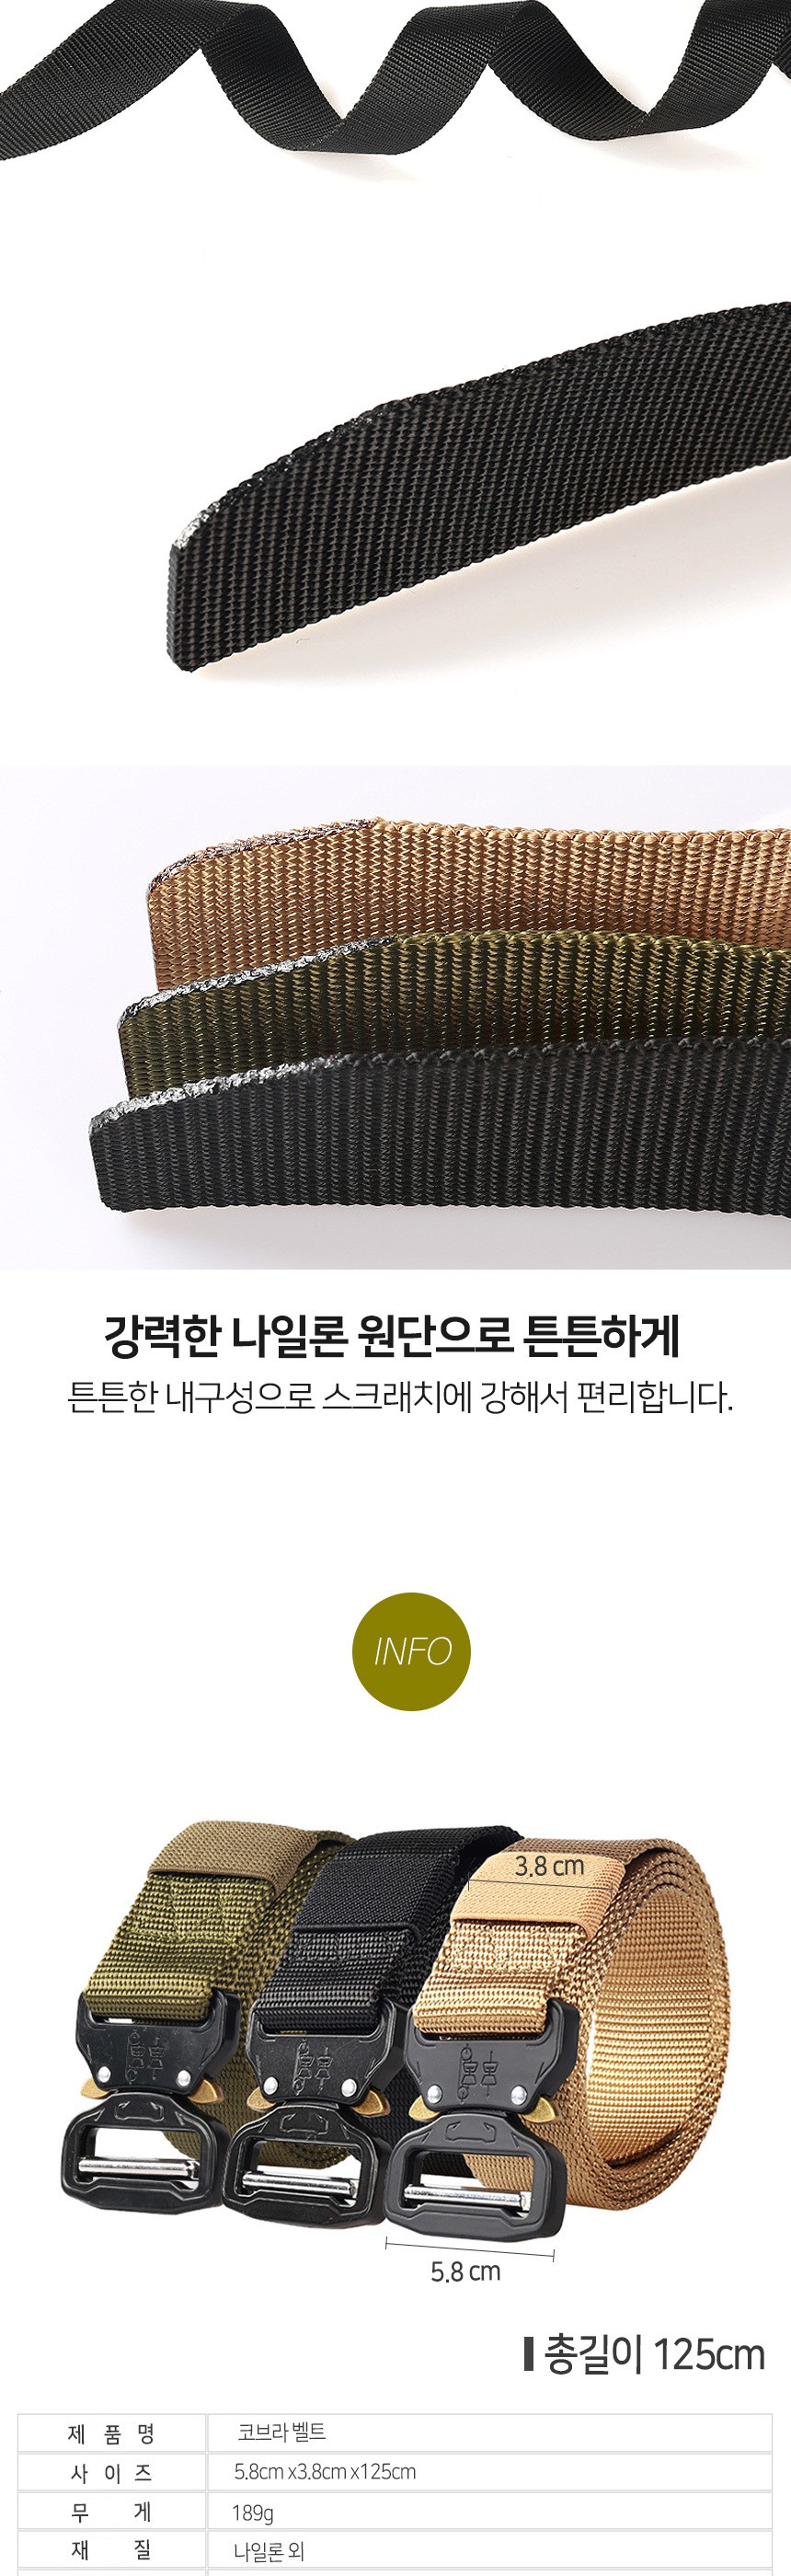 강력한 나일론 원단으로 튼튼하게
튼튼한 내구성으로 스크래치에 강해서 편리합니다.
INFO
3.8 cm
5.8 cm
총길이 125cm
제 품 명 코브라 벨트
사 이 즈 5.8cm x3.8cm x125cm
무 게 189g
재 질 나일론 외